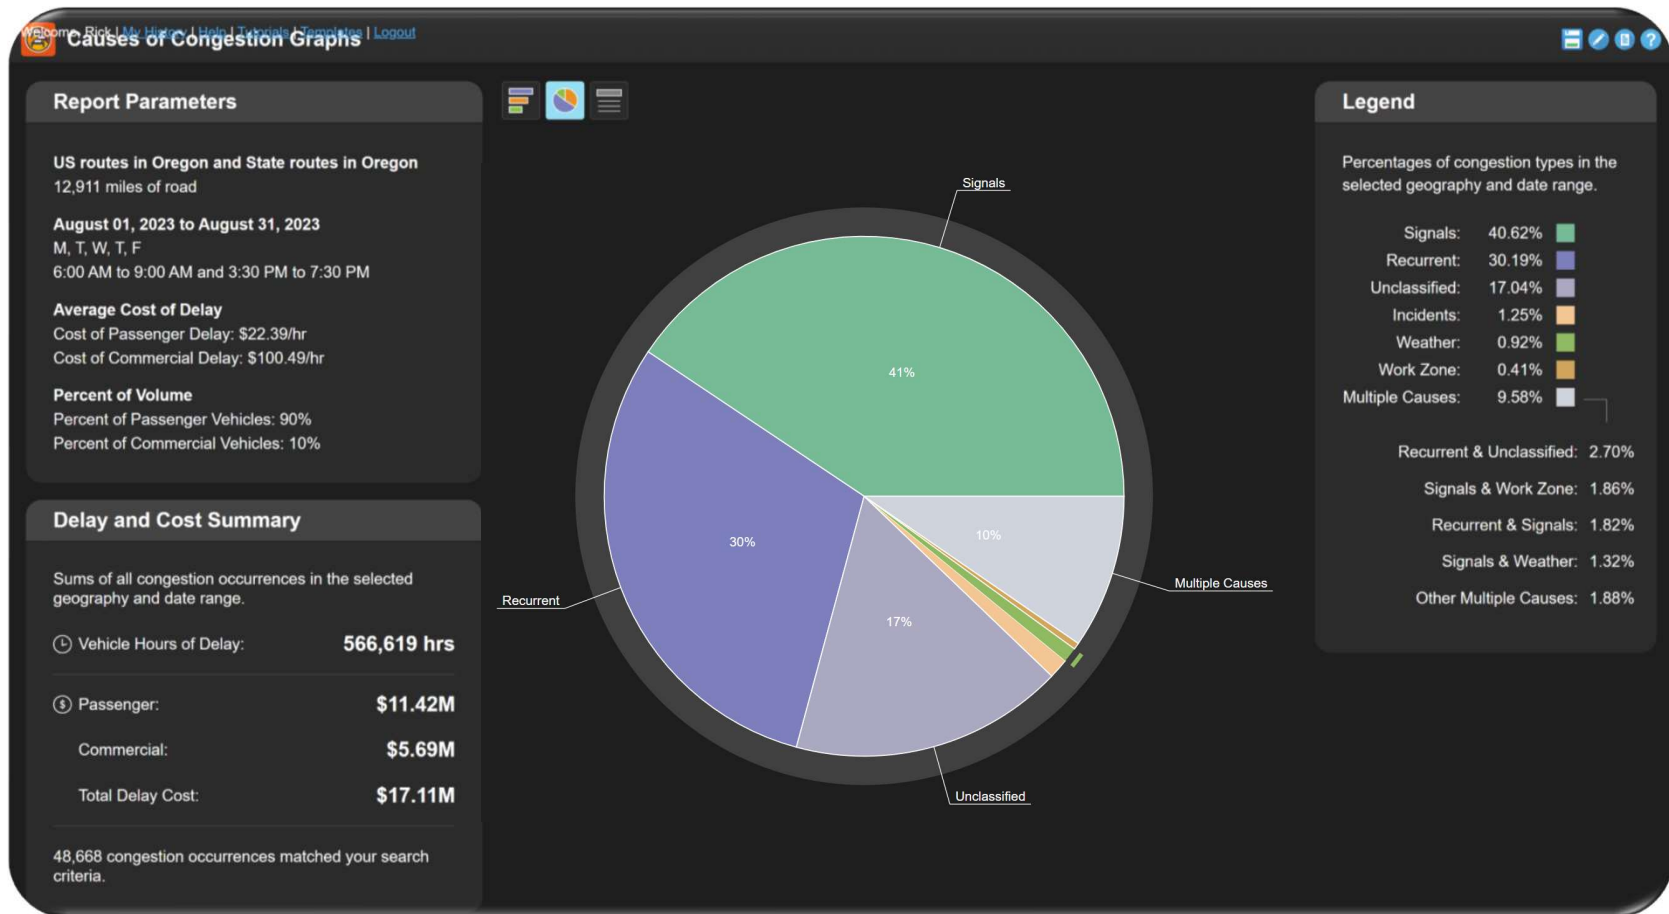 Welcome, Rick | My History | Help | Tutorials | Templates | Logout
Causes of Congestion Graphs
Report Parameters
US routes in Oregon and State routes in Oregon
12,911 miles of road
August 01, 2023 to August 31, 2023
M, T, W, T, F
6:00 AM to 9:00 AM and 3:30 PM to 7:30 PM
Average Cost of Delay
Cost of Passenger Delay: $22.39/hr
Cost of Commercial Delay: $100.49/hr
Percent of Volume
Percent of Passenger Vehicles: 90%
Percent of Commercial Vehicles: 10%
Delay and Cost Summary
Sums of all congestion occurrences in the selected
geography and date range.
Vehicle Hours of Delay: 566,619 hrs
$ Passenger: $11.42M
Commercial: $5.69M
Total Delay Cost: $17.11M
48,668 congestion occurrences matched your search
criteria.
Signals
41%
30%
Recurrent
17%
Unclassified
10%
Multiple Causes
?
Legend
Percentages of congestion types in the
selected geography and date range.
Signals: 40.62%
Recurrent: 30.19%
Unclassified: 17.04%
Incidents: 1.25%
Weather: 0.92%
Work Zone: 0.41%
Multiple Causes: 9.58%
Recurrent & Unclassified: 2.70%
Signals & Work Zone: 1.86%
Recurrent & Signals: 1.82%
Signals & Weather: 1.32%
Other Multiple Causes: 1.88%